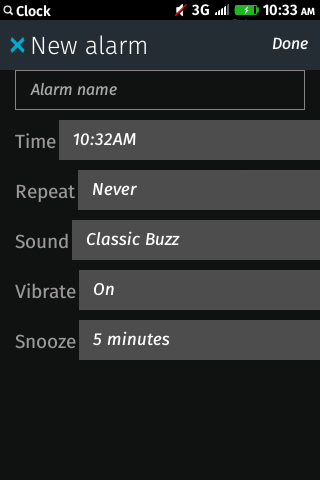 Clock 3G 10:33 AM
New alarm Done
Alarm name
Time 10:32AM
Repeat Never
Sound Classic Buzz
Vibrate On
Snooze 5 minutes